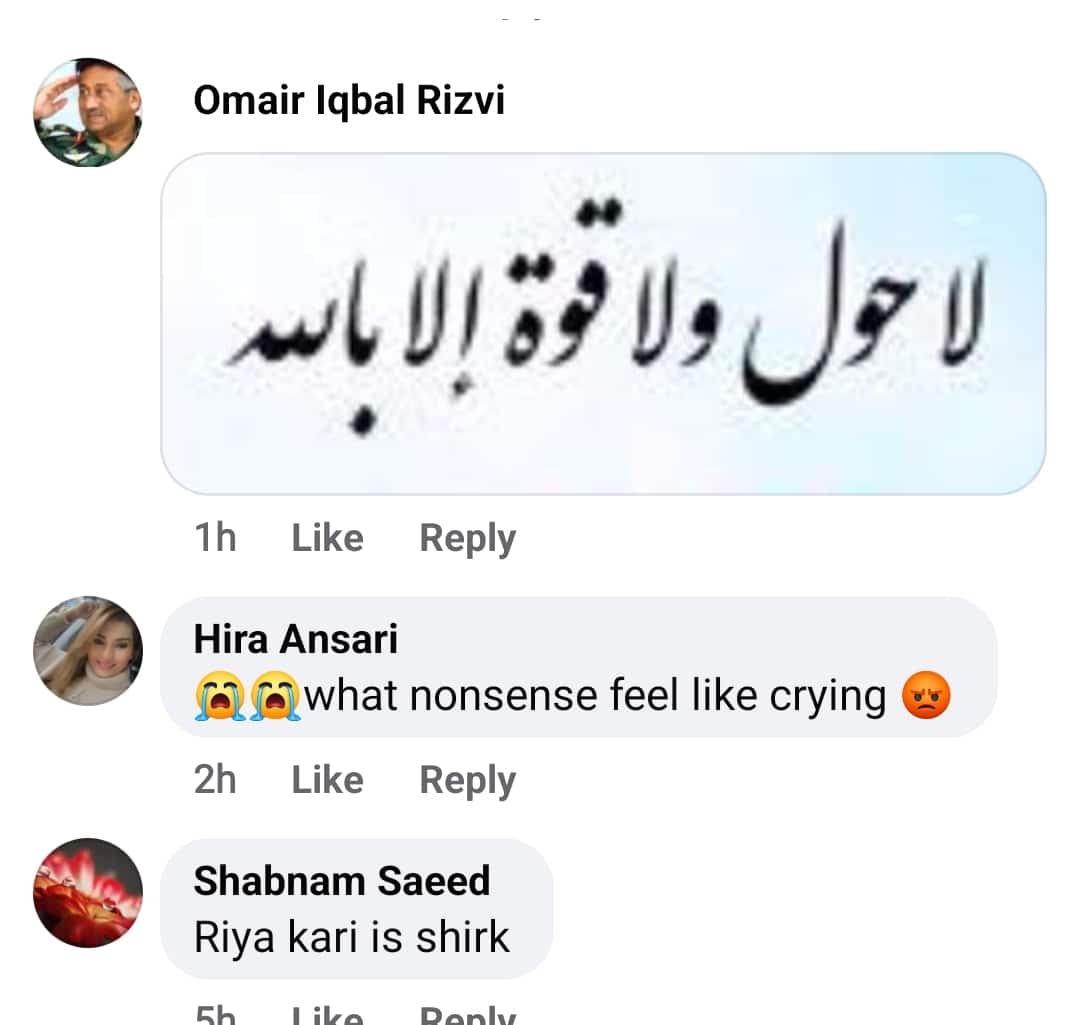 Omair Iqbal Rizvi
لا حول ولا قوة إلا بالله
1h Like Reply
Hira Ansari
😭😭what nonsense feel like crying 😡
2h Like Reply
Shabnam Saeed
Riya kari is shirk
5h Like Reply